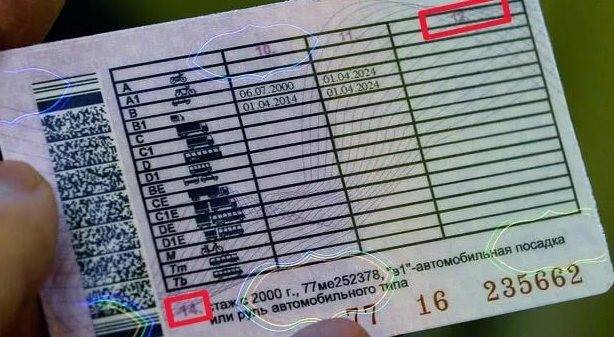 10. 11. 12.
A
A1
B 06.07.2000 01.04.2024
B1 01.04.2014 01.04.2024
C
C1
D
D1
BE
CE
C1E
DE
D1E
M
Tm
Tb
14. стаж с 2000 г., 77ме252378, "в1"-автомобильная посадка
или руль автомобильного типа
77 16 235662